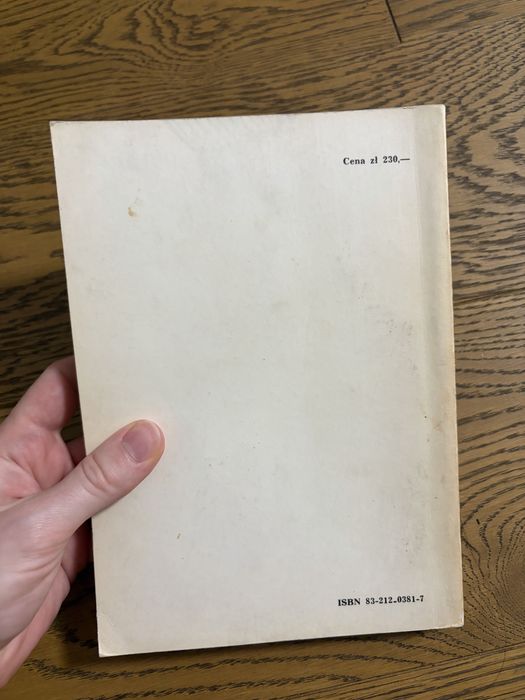 Cena zł 230,—
ISBN 83-212-0381-7